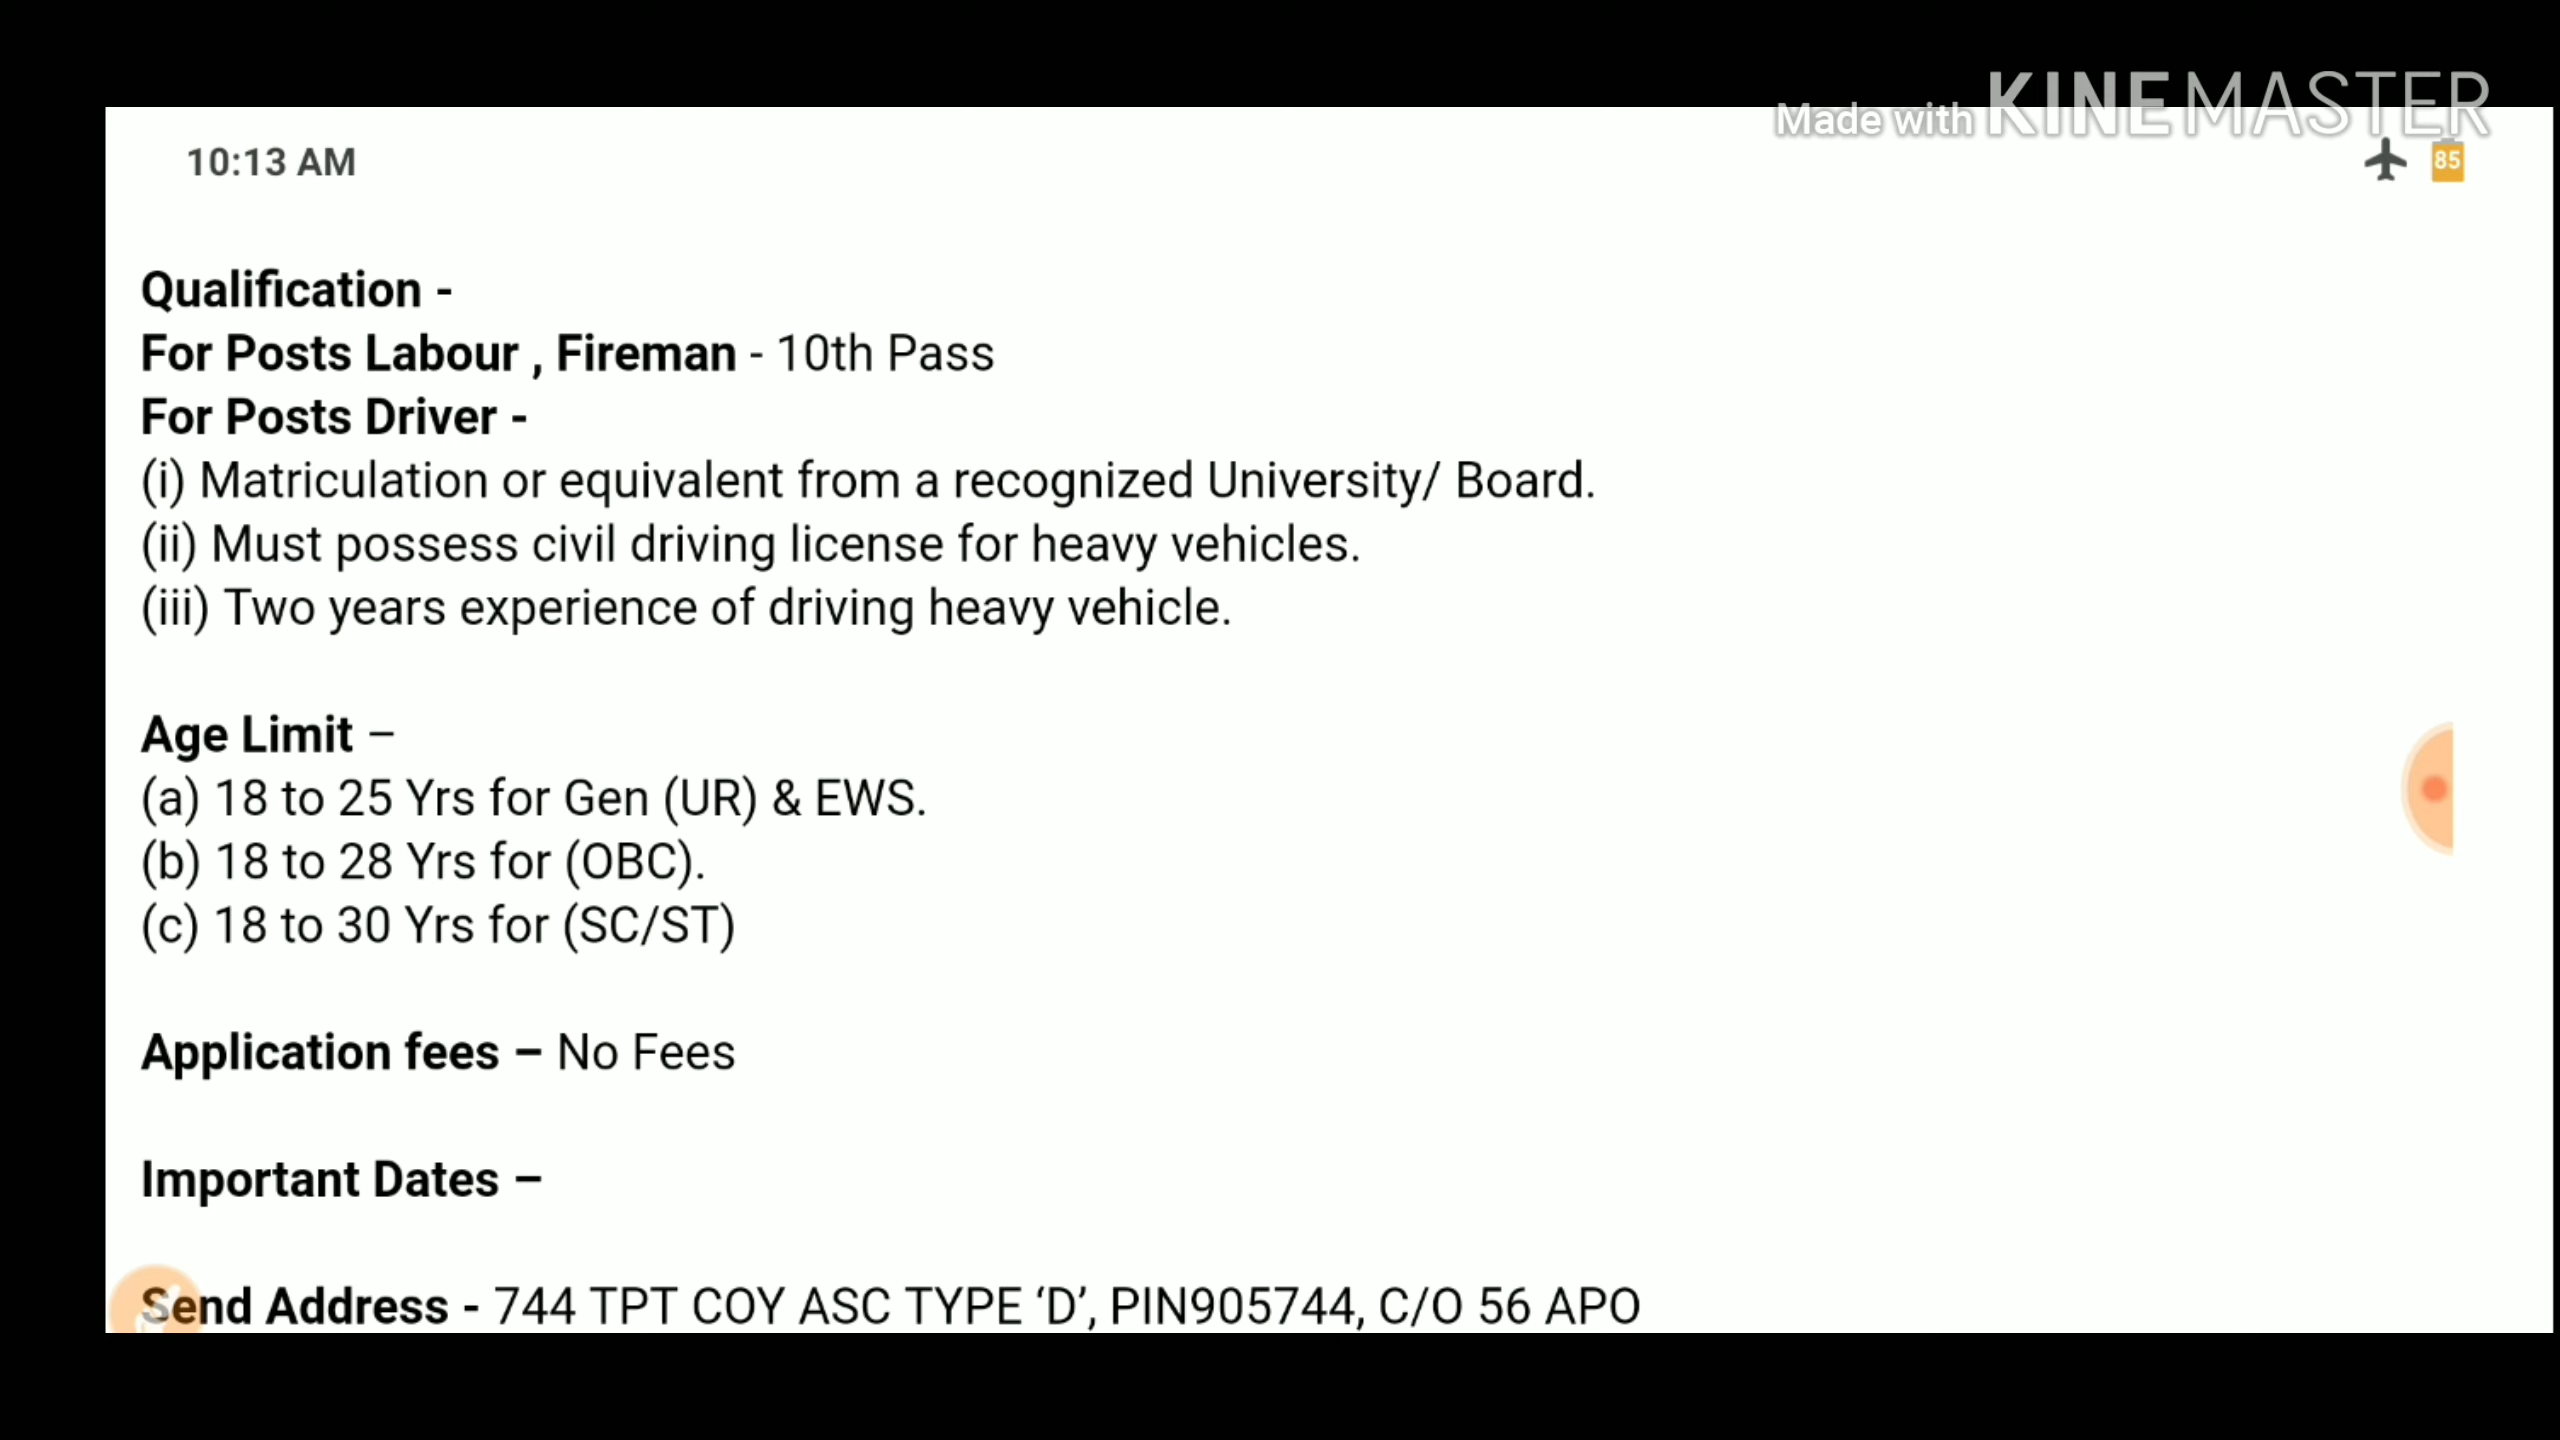 Made with KINEMASTER
10:13 AM
85
Qualification -
For Posts Labour , Fireman - 10th Pass
For Posts Driver -
(i) Matriculation or equivalent from a recognized University/ Board.
(ii) Must possess civil driving license for heavy vehicles.
(iii) Two years experience of driving heavy vehicle.
Age Limit –
(a) 18 to 25 Yrs for Gen (UR) & EWS.
(b) 18 to 28 Yrs for (OBC).
(c) 18 to 30 Yrs for (SC/ST)
Application fees – No Fees
Important Dates –
Send Address - 744 TPT COY ASC TYPE ‘D’, PIN905744, C/O 56 APO